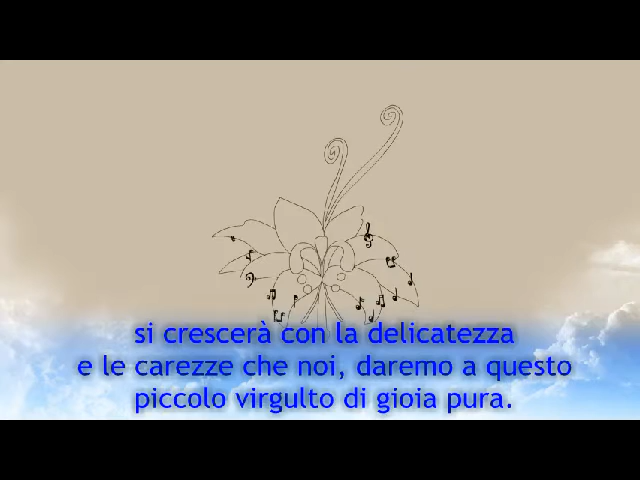 si crescerà con la delicatezza
e le carezze che noi, daremo a questo
piccolo virgulto di gioia pura.